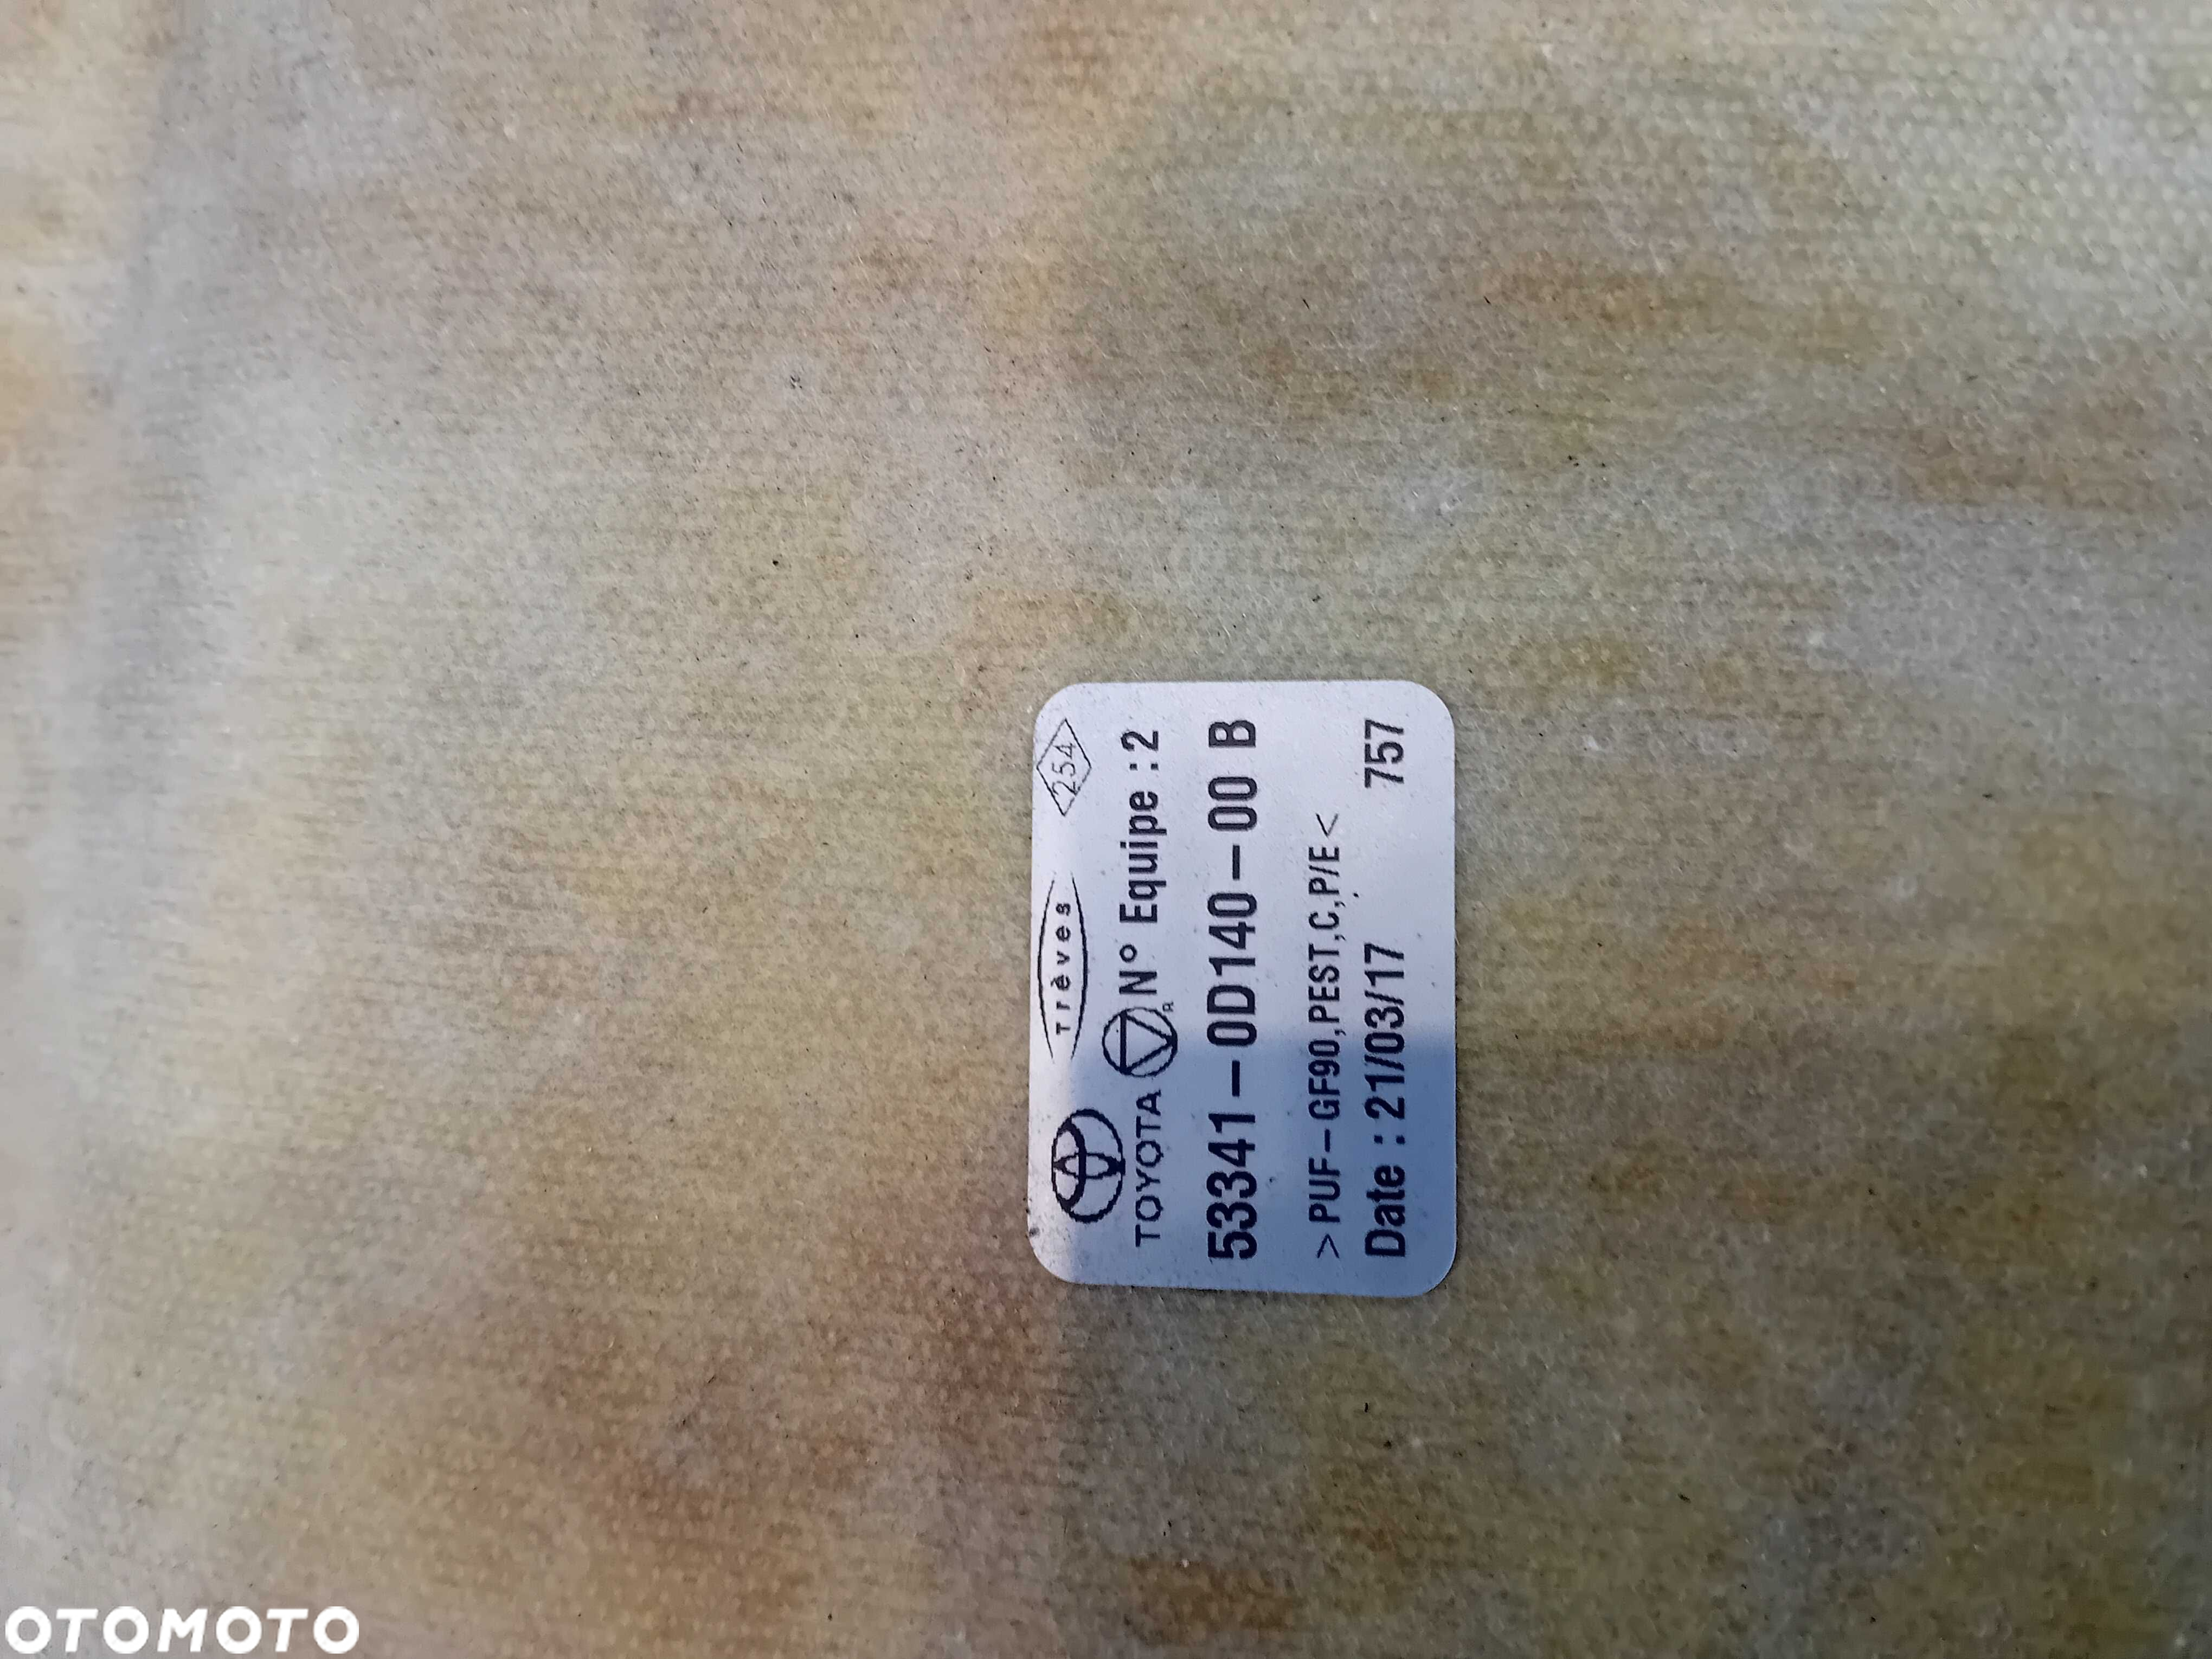 Trèves 254
TOYOTA R N° Equipe : 2
53341-0D140-00 B
>PUF-GF90,PEST,C,P/E<
Date : 21/03/17 757
OTOMOTO